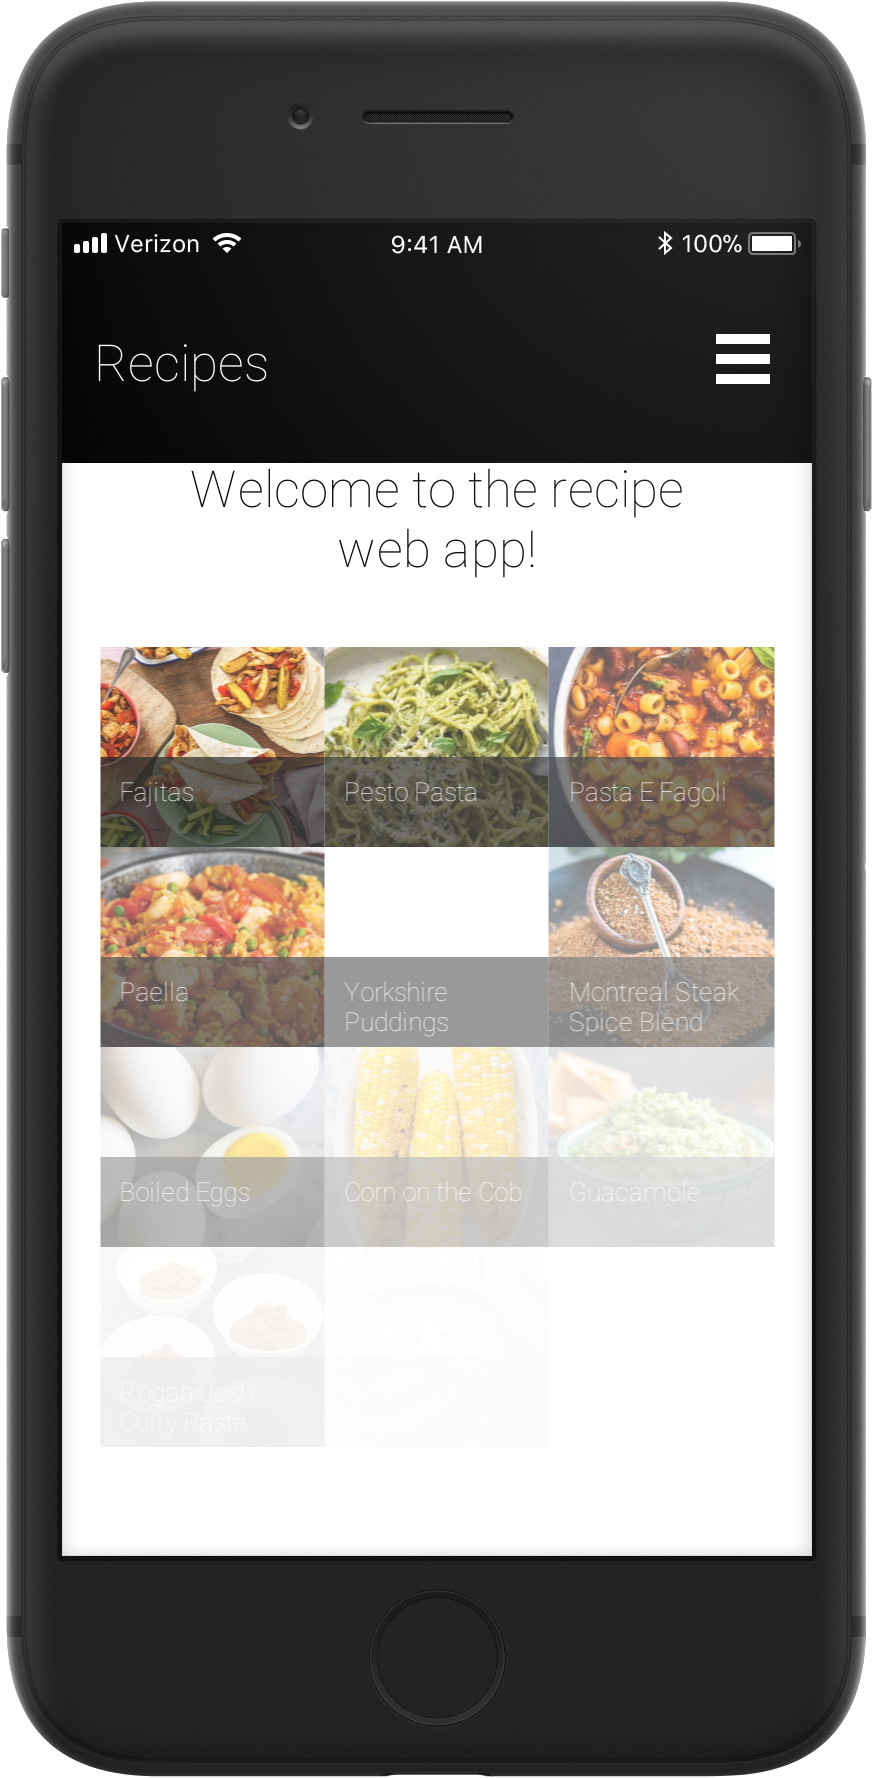 Verizon 9:41 AM 100%
Recipes
Welcome to the recipe
web app!
Fajitas Pesto Pasta Pasta E Fagoli
Paella Yorkshire Montreal Steak
Puddings Spice Blend
Boiled Eggs Corn on the Cob Guacamole
Rogan Josh
Curry Paste